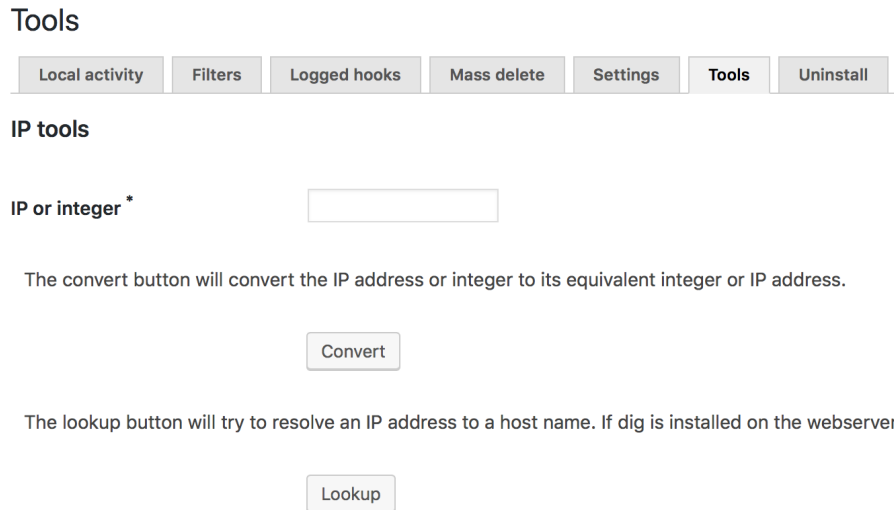 Tools
Local activity Filters Logged hooks Mass delete Settings Tools Uninstall
IP tools
IP or integer *
The convert button will convert the IP address or integer to its equivalent integer or IP address.
Convert
The lookup button will try to resolve an IP address to a host name. If dig is installed on the webserver
Lookup